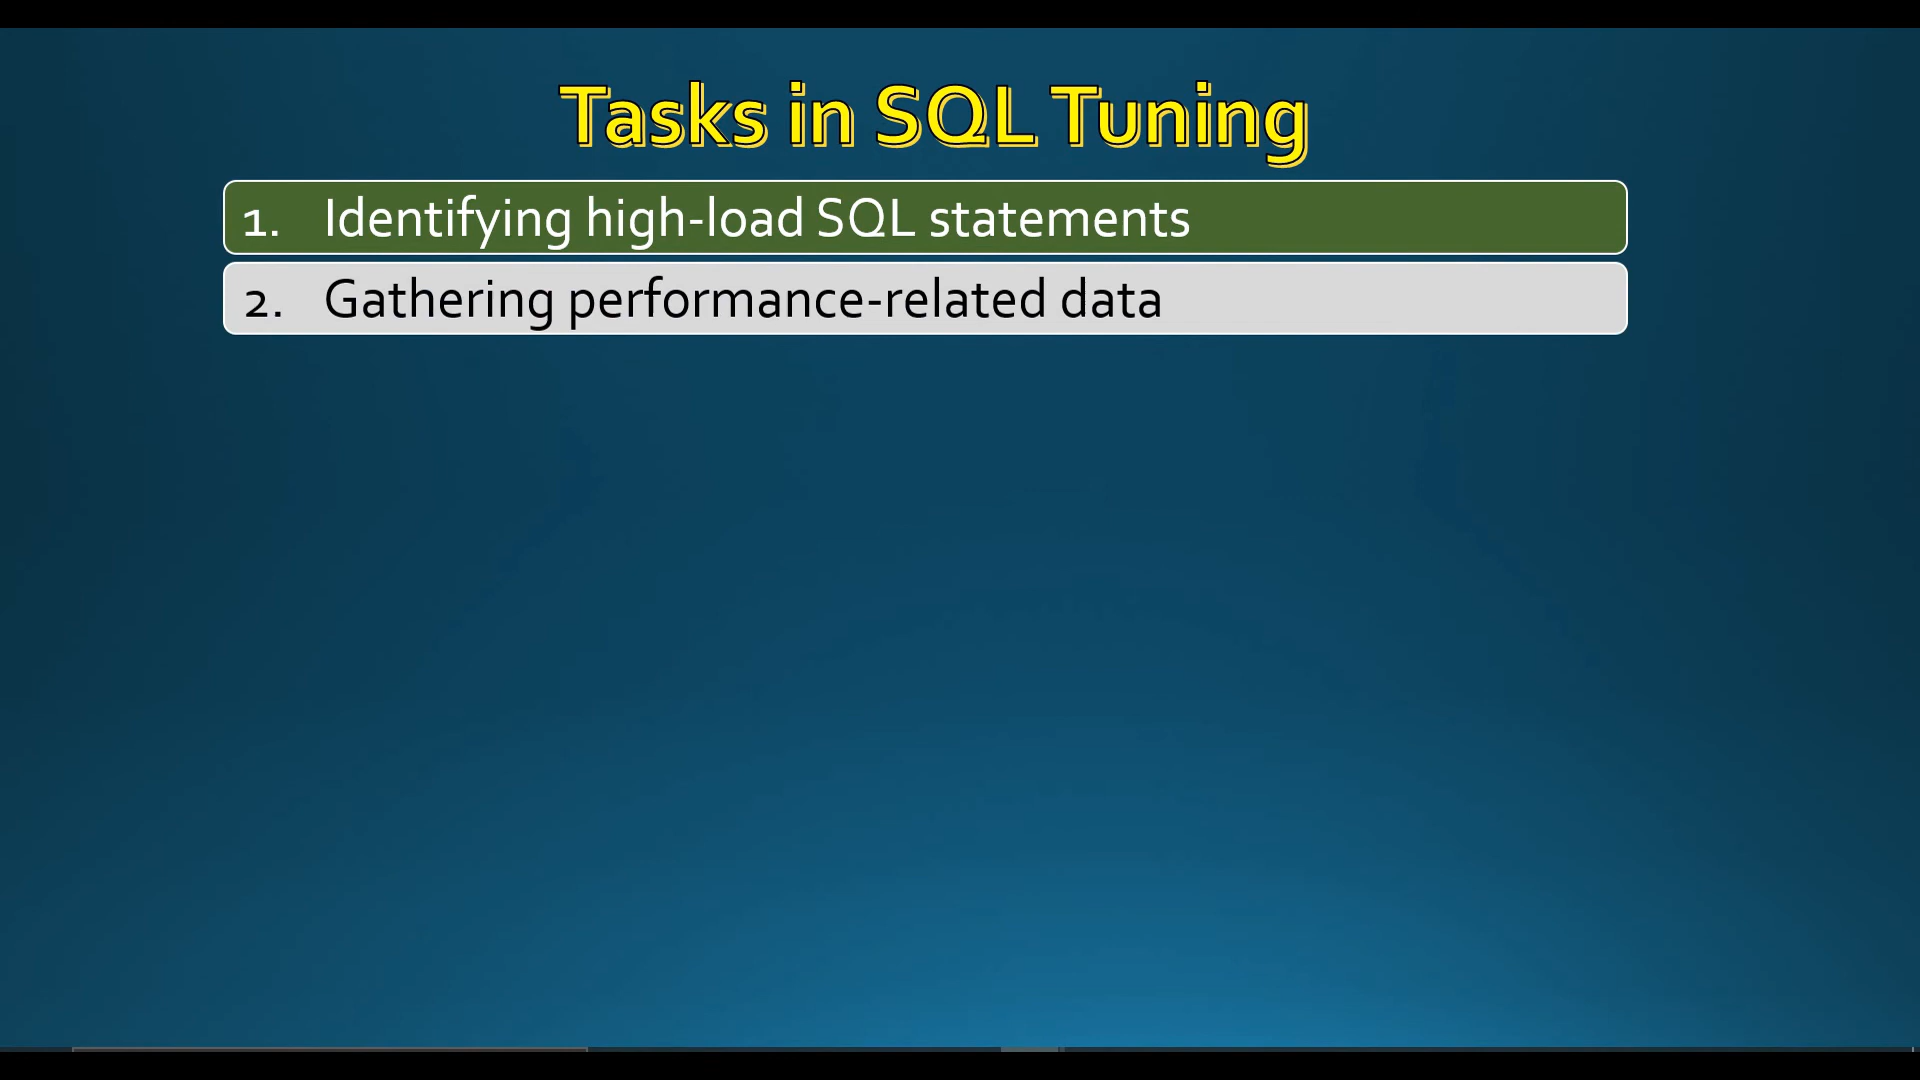 Tasks in SQL Tuning
1. Identifying high-load SQL statements
2. Gathering performance-related data